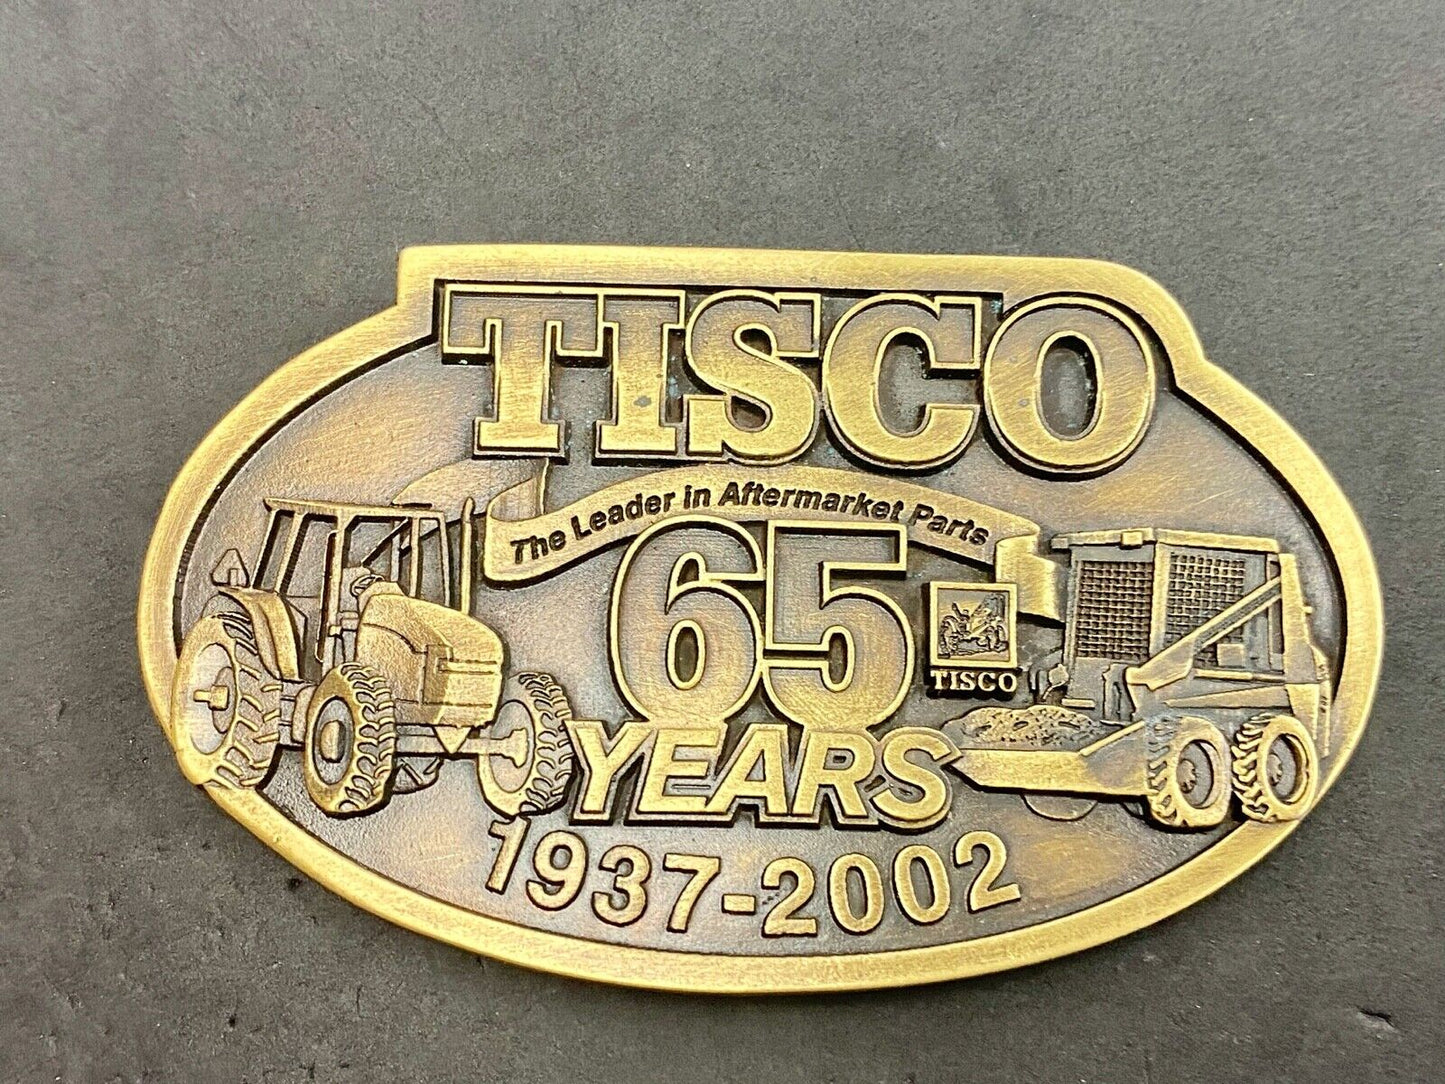 TISCO
The Leader in Aftermarket Parts
65
TISCO
YEARS
1937-2002